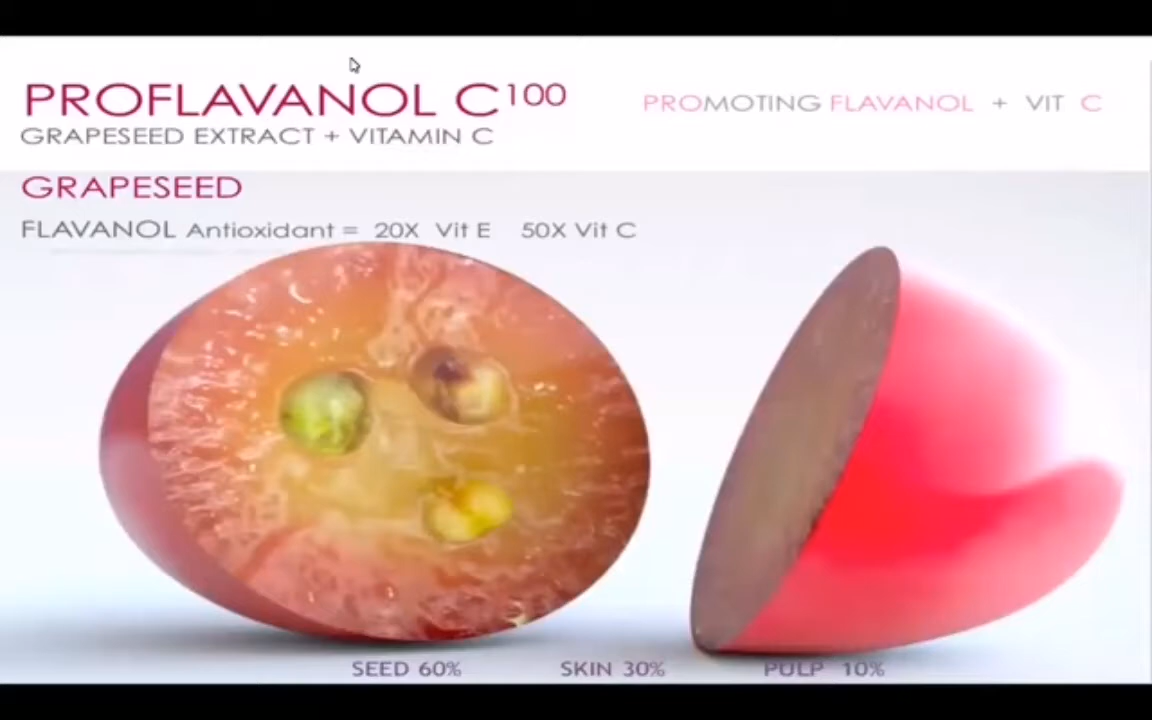 PROFLAVANOL C100
PROMOTING FLAVANOL + VIT C
GRAPESEED EXTRACT + VITAMIN C
GRAPESEED
FLAVANOL Antioxidant = 20X Vit E 50X Vit C
SEED 60% SKIN 30% PULP 10%